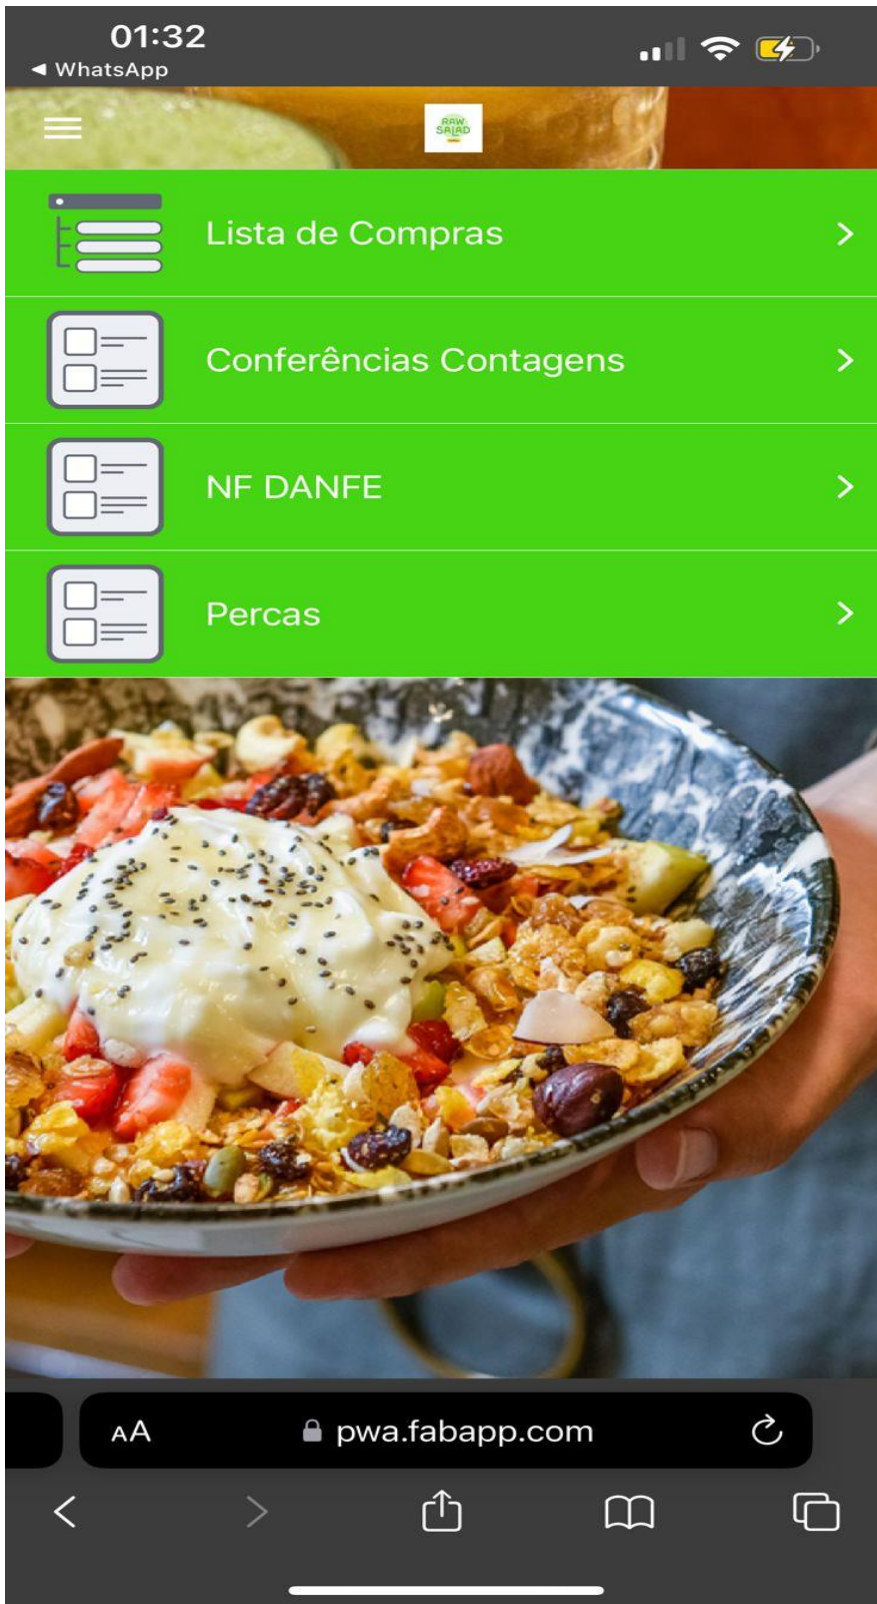 01:32
◀ WhatsApp
RAW
SALAD
Lista de Compras
Conferências Contagens
NF DANFE
Percas
AA
pwa.fabapp.com